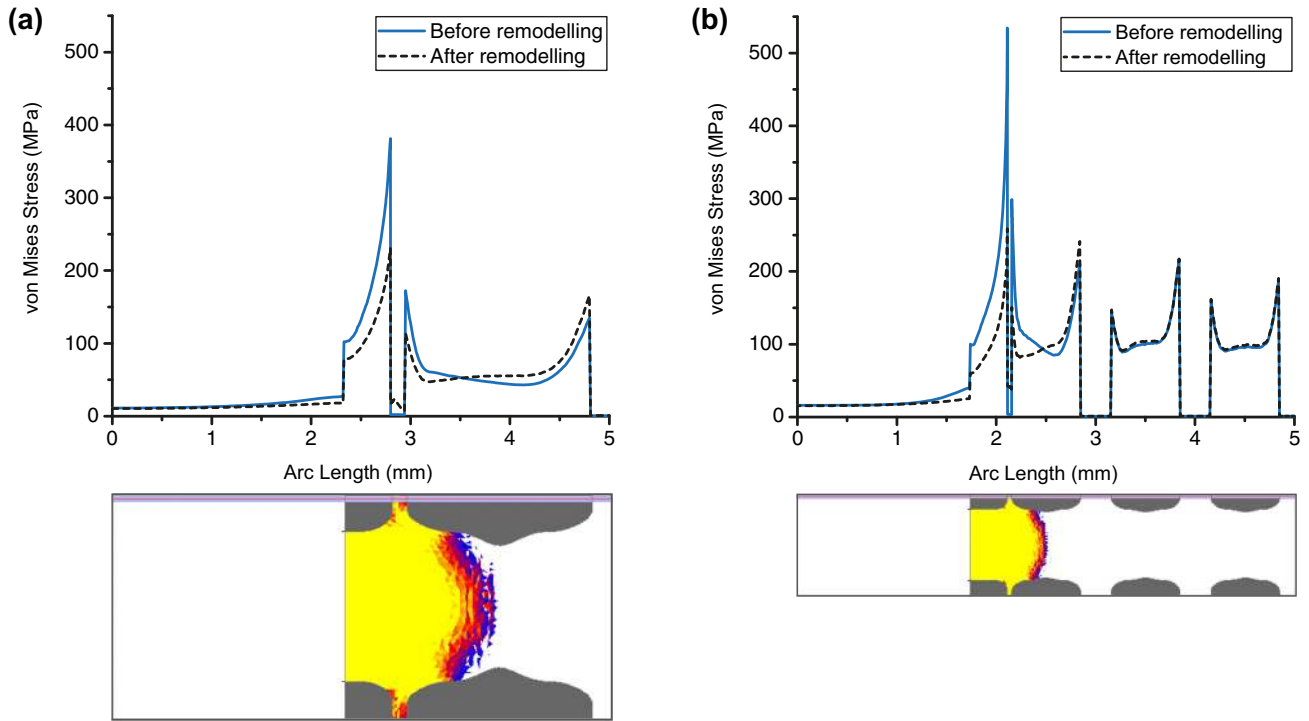 (a)
Before remodelling
After remodelling
von Mises Stress (MPa)
500
400
300
200
100
0
0 1 2 3 4 5
Arc Length (mm)
(b)
Before remodelling
After remodelling
von Mises Stress (MPa)
500
400
300
200
100
0
0 1 2 3 4 5
Arc Length (mm)